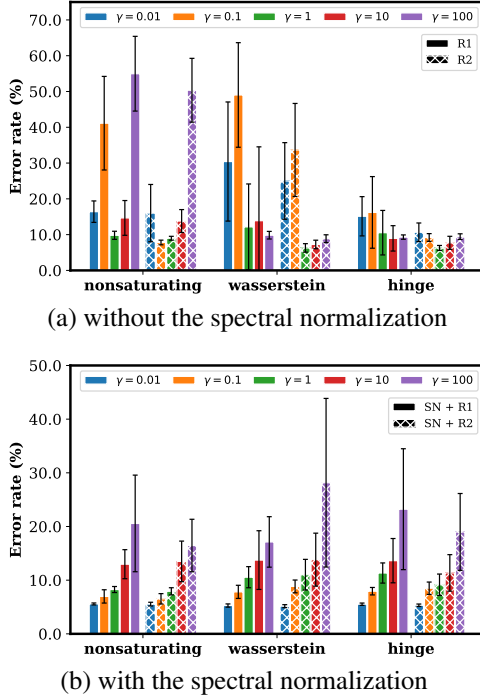 γ = 0.01 γ = 0.1 γ = 1 γ = 10 γ = 100
R1
R2
Error rate (%)
70.0
60.0
50.0
40.0
30.0
20.0
10.0
0.0
nonsaturating wasserstein hinge
(a) without the spectral normalization
γ = 0.01 γ = 0.1 γ = 1 γ = 10 γ = 100
SN + R1
SN + R2
Error rate (%)
50.0
40.0
30.0
20.0
10.0
0.0
nonsaturating wasserstein hinge
(b) with the spectral normalization